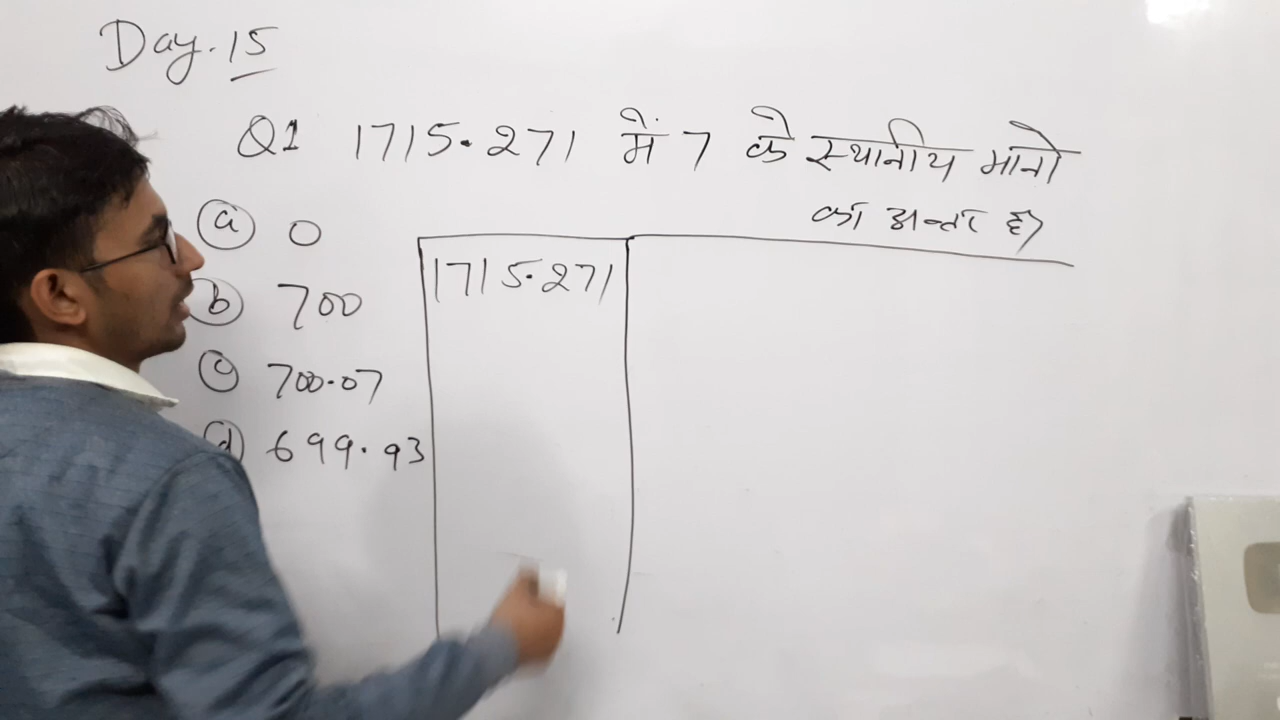 Day. 15
Q1 1715.271 में 7 के स्थानीय मानो
का अन्तर है
(a) 0
(b) 700
(c) 700.07
(d) 699.93
1715.271